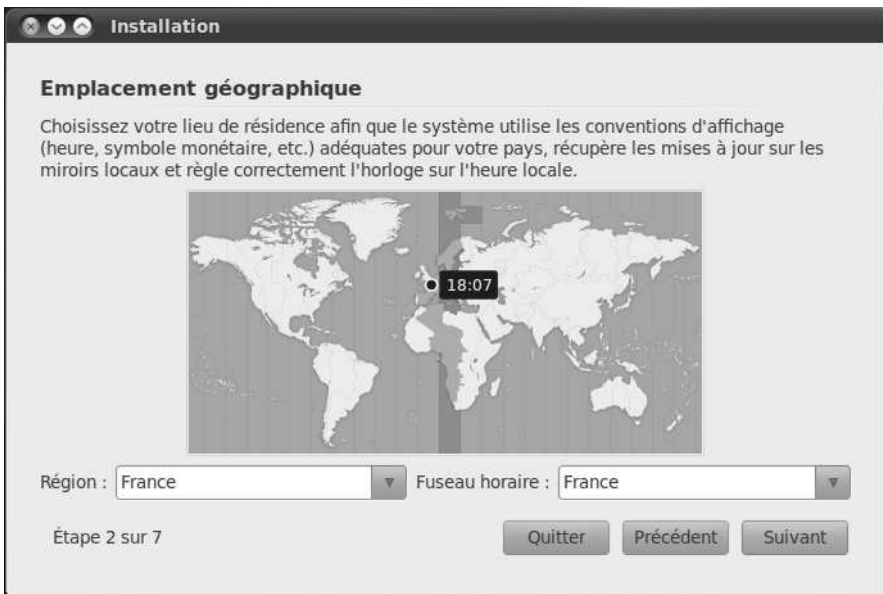 Installation
Emplacement géographique
Choisissez votre lieu de résidence afin que le système utilise les conventions d'affichage
(heure, symbole monétaire, etc.) adéquates pour votre pays, récupère les mises à jour sur les
miroirs locaux et règle correctement l'horloge sur l'heure locale.
18:07
Région : France Fuseau horaire : France
Étape 2 sur 7 Quitter Précédent Suivant